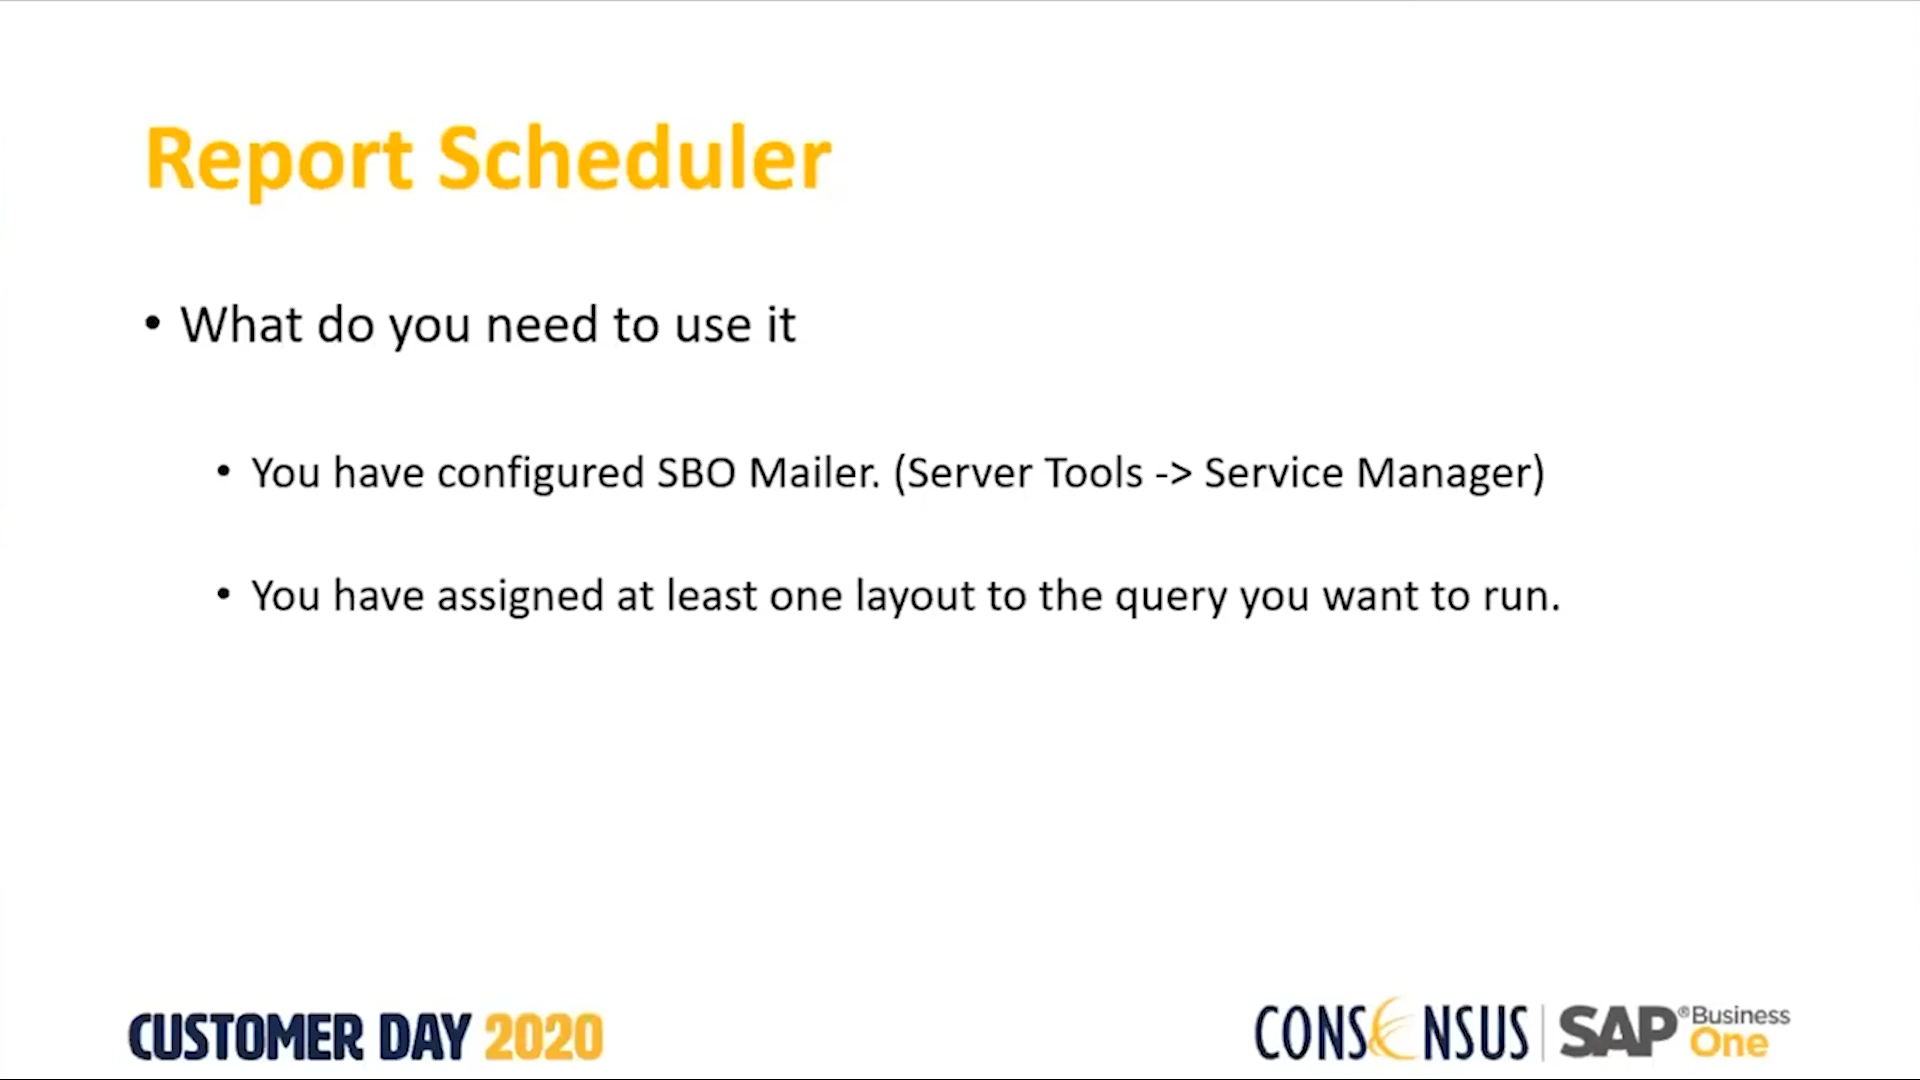 Report Scheduler
• What do you need to use it
• You have configured SBO Mailer. (Server Tools -> Service Manager)
• You have assigned at least one layout to the query you want to run.
CUSTOMER DAY 2020
CONSENSUS | SAP® Business One